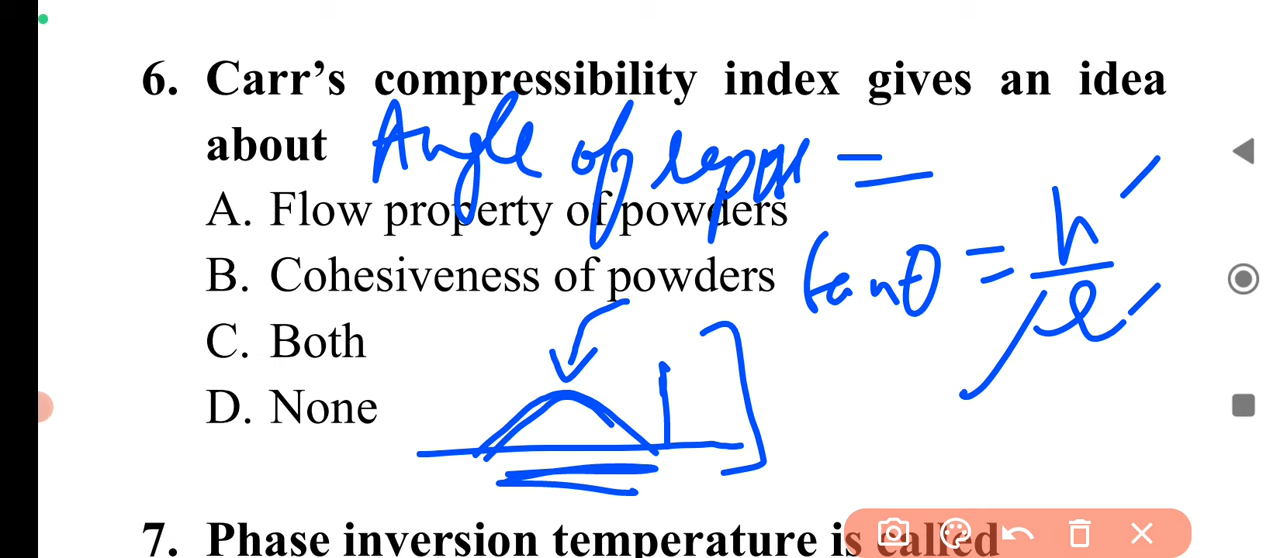 6. Carr's compressibility index gives an idea
about Angle of repose =
A. Flow property of powders
B. Cohesiveness of powders tanθ = h/r
C. Both
D. None
7. Phase inversion temperature is called